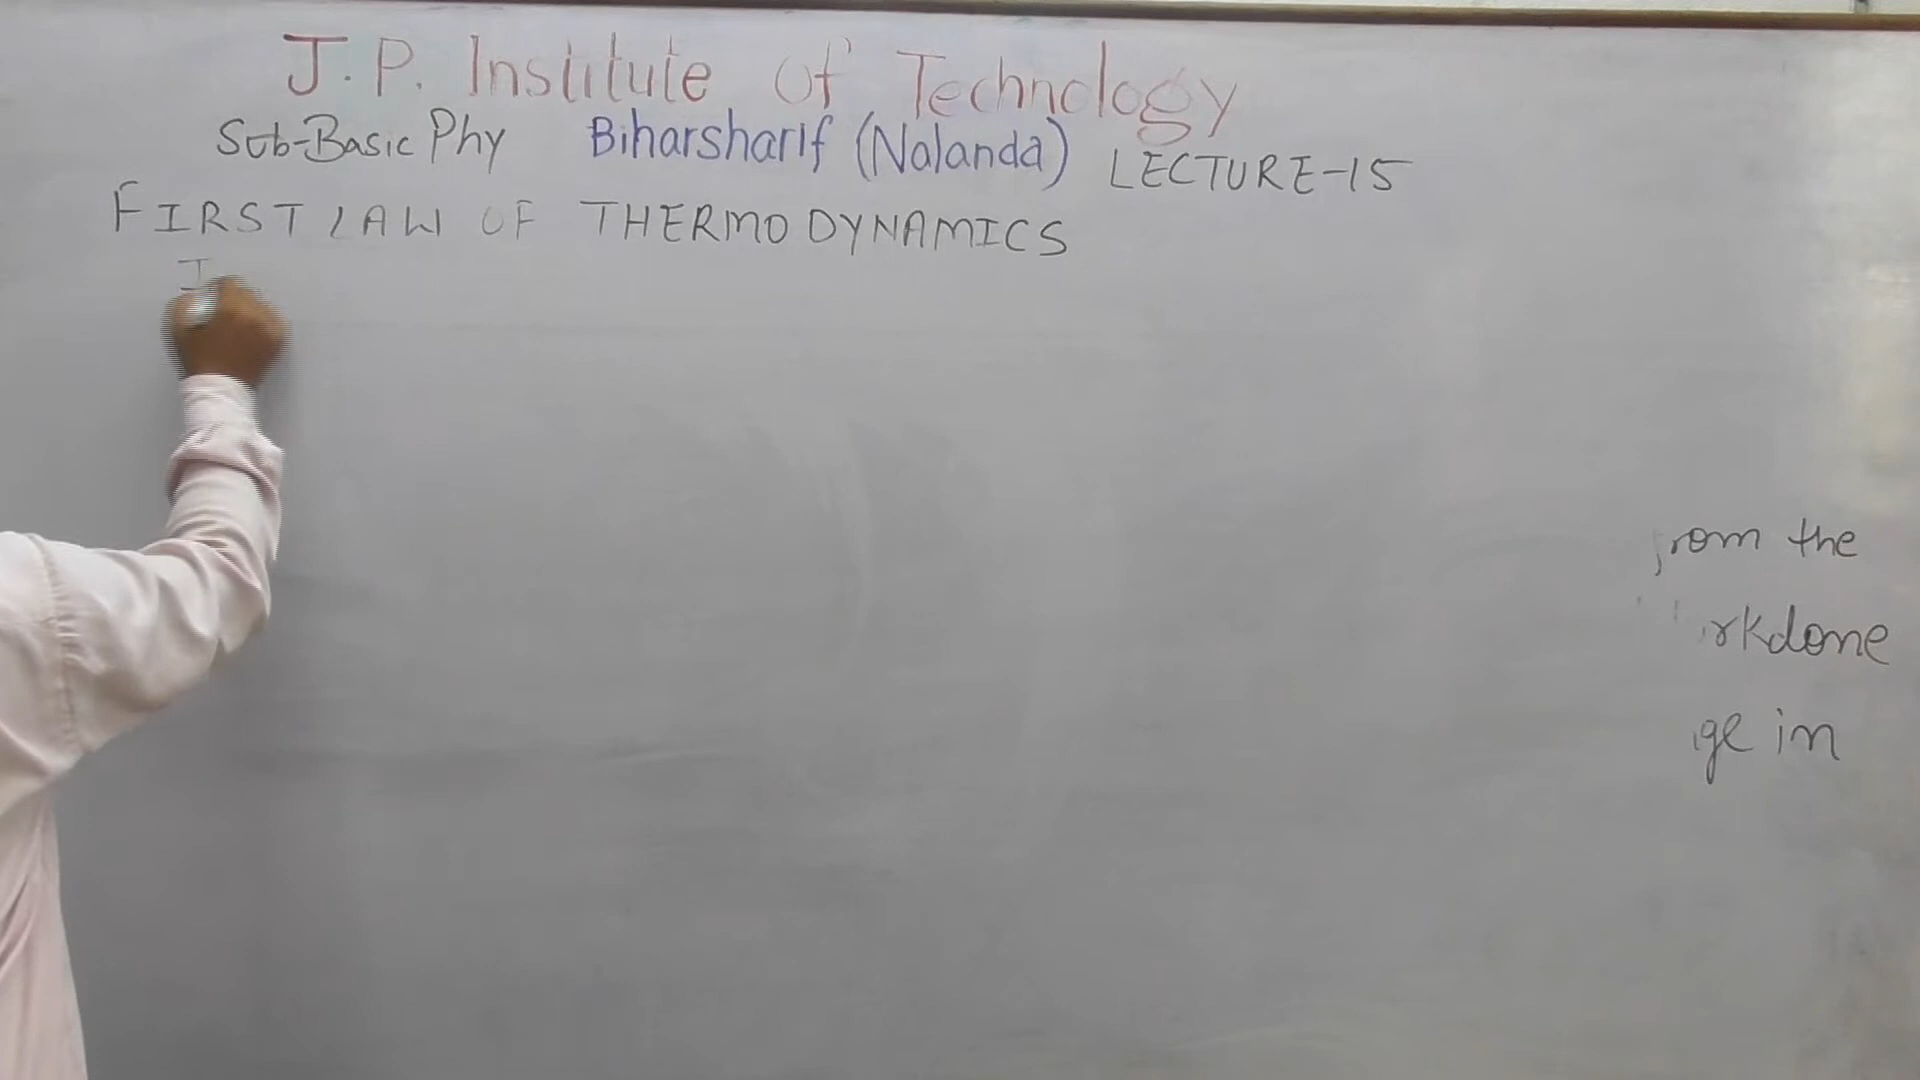 J.P. Institute Of Technology
Sub-Basic Phy Biharsharif (Nalanda) LECTURE-15
FIRST LAW OF THERMODYNAMICS
I
rom the
rkdone
ge in